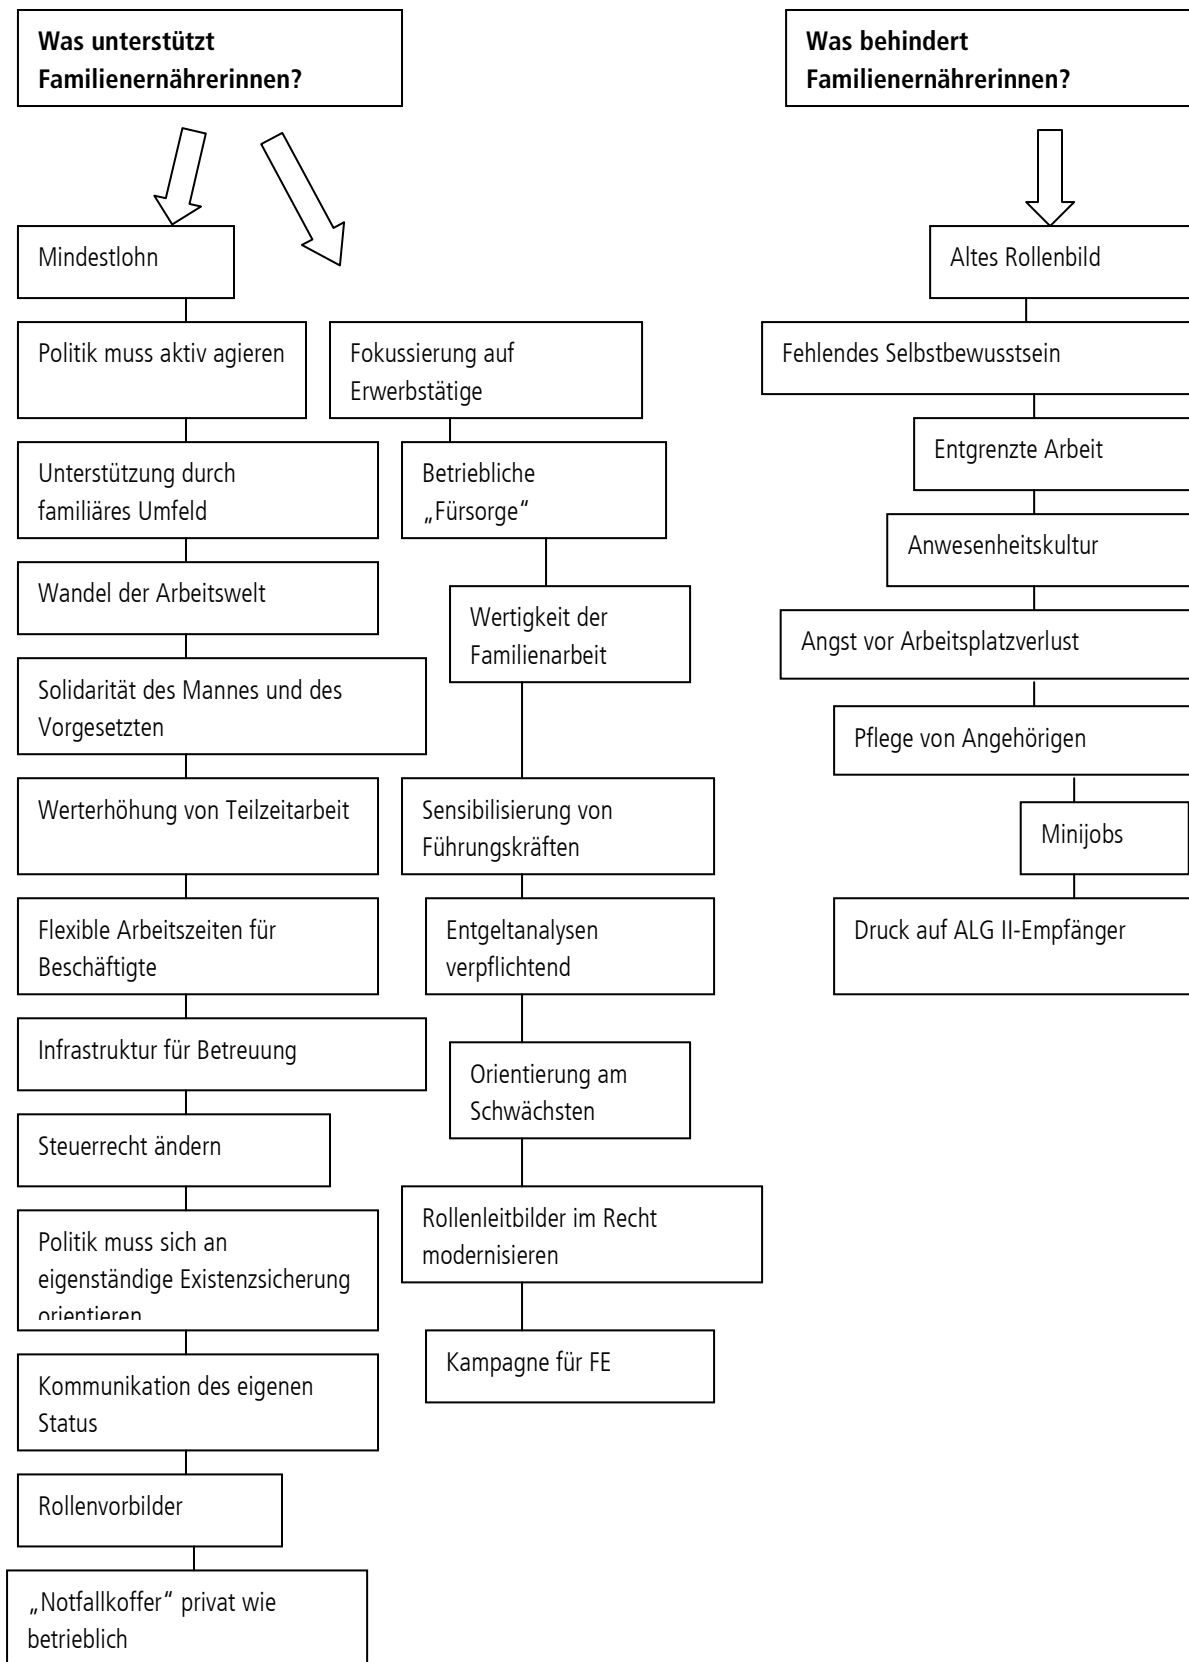 Was unterstützt
Familienernährerinnen?
Mindestlohn
Politik muss aktiv agieren
Unterstützung durch
familiäres Umfeld
Wandel der Arbeitswelt
Solidarität des Mannes und des
Vorgesetzten
Werterhöhung von Teilzeitarbeit
Flexible Arbeitszeiten für
Beschäftigte
Infrastruktur für Betreuung
Steuerrecht ändern
Politik muss sich an
eigenständige Existenzsicherung
orientieren
Kommunikation des eigenen
Status
Rollenvorbilder
„Notfallkoffer“ privat wie
betrieblich
Fokussierung auf
Erwerbstätige
Betriebliche
„Fürsorge“
Wertigkeit der
Familienarbeit
Sensibilisierung von
Führungskräften
Entgeltanalysen
verpflichtend
Orientierung am
Schwächsten
Rollenleitbilder im Recht
modernisieren
Kampagne für FE
Was behindert
Familienernährerinnen?
Altes Rollenbild
Fehlendes Selbstbewusstsein
Entgrenzte Arbeit
Anwesenheitskultur
Angst vor Arbeitsplatzverlust
Pflege von Angehörigen
Minijobs
Druck auf ALG II-Empfänger